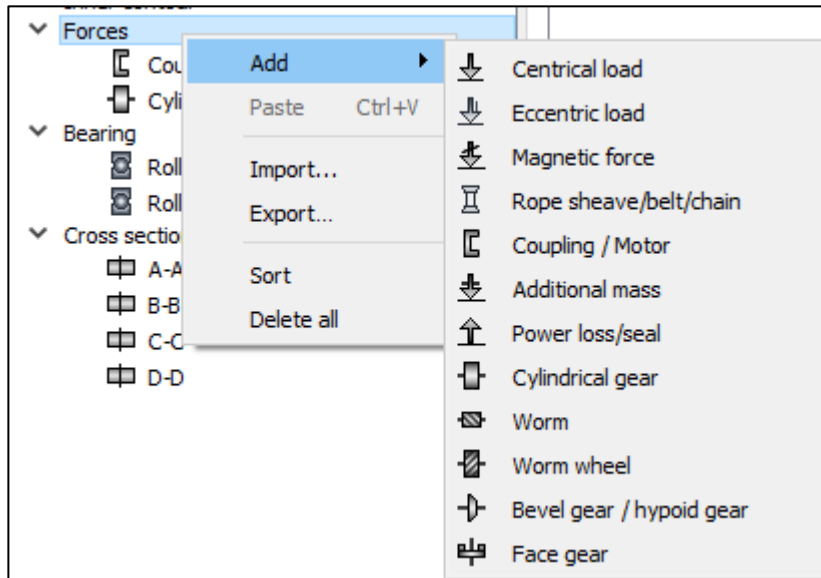 Forces
Cou
Cyli
Bearing
Roll
Roll
Cross sectio
A-A
B-B
C-C
D-D
Add
Paste Ctrl+V
Import...
Export...
Sort
Delete all
Centrical load
Eccentric load
Magnetic force
Rope sheave/belt/chain
Coupling / Motor
Additional mass
Power loss/seal
Cylindrical gear
Worm
Worm wheel
Bevel gear / hypoid gear
Face gear